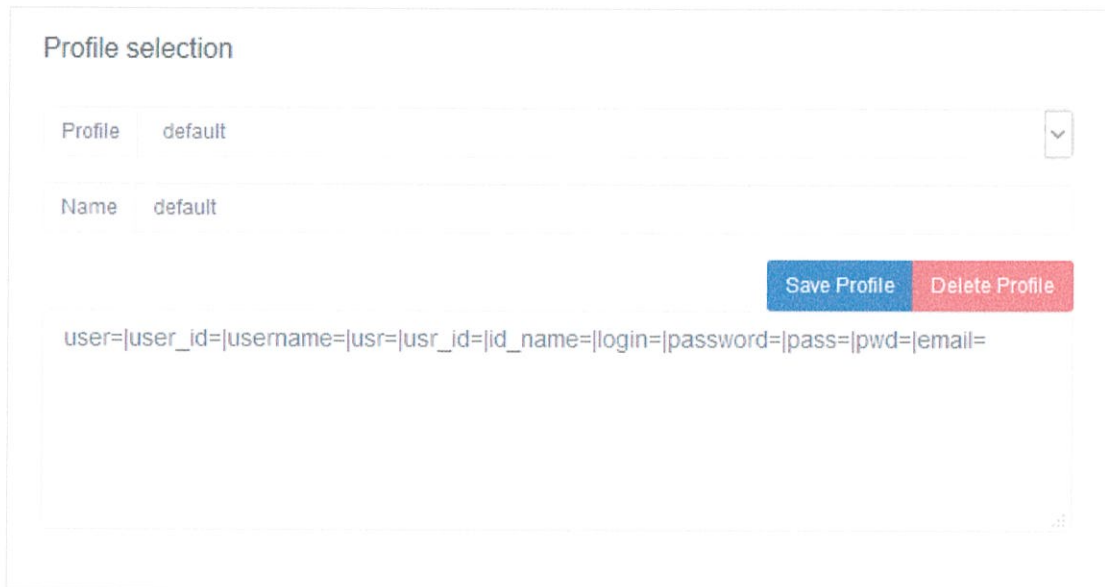 Profile selection
Profile default
Name default
Save Profile Delete Profile
user=|user_id=|username=|usr=|usr_id=|id_name=|login=|password=|pass=|pwd=|email=